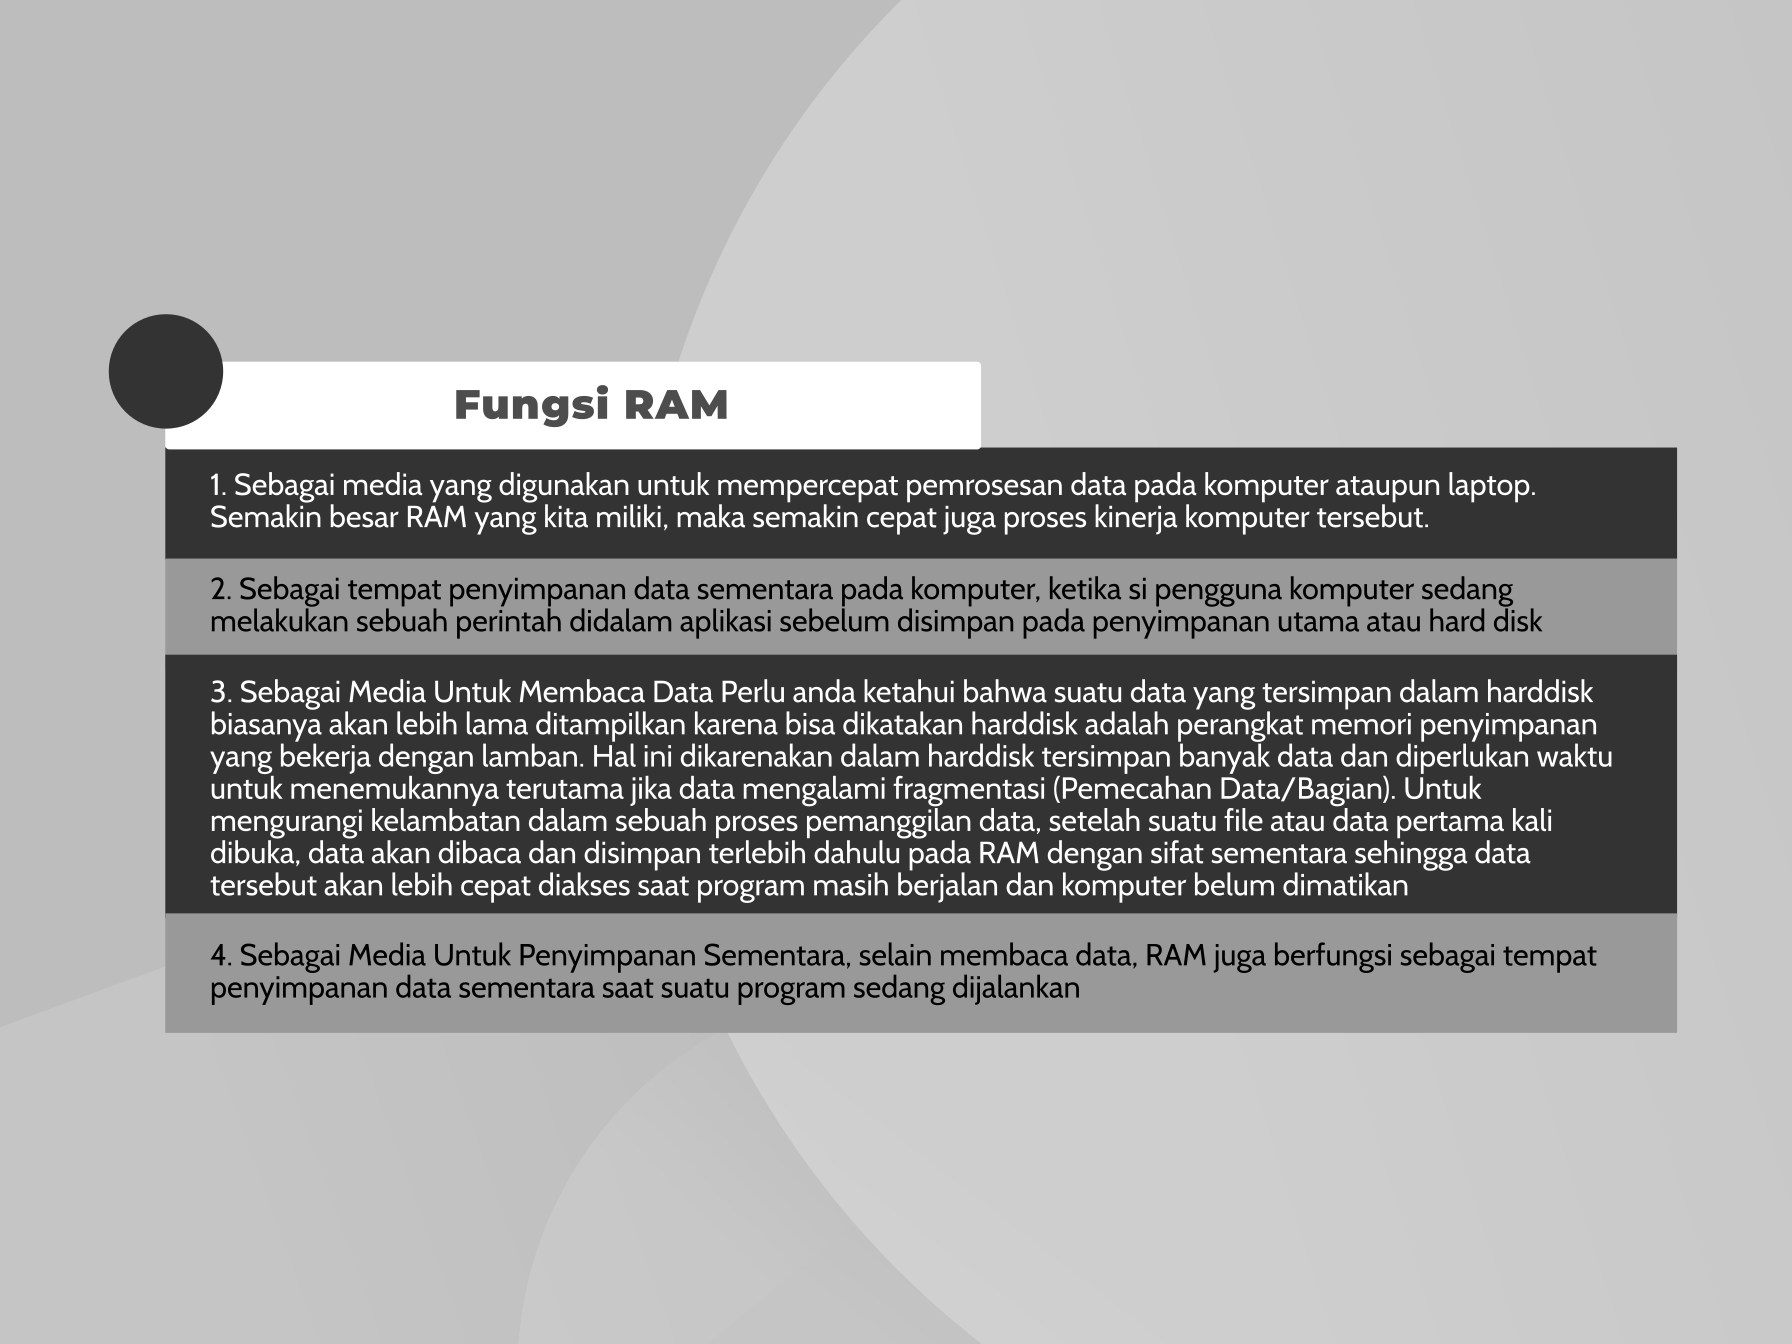 Fungsi RAM
1. Sebagai media yang digunakan untuk mempercepat pemrosesan data pada komputer ataupun laptop.
Semakin besar RAM yang kita miliki, maka semakin cepat juga proses kinerja komputer tersebut.
2. Sebagai tempat penyimpanan data sementara pada komputer, ketika si pengguna komputer sedang
melakukan sebuah perintah didalam aplikasi sebelum disimpan pada penyimpanan utama atau hard disk
3. Sebagai Media Untuk Membaca Data Perlu anda ketahui bahwa suatu data yang tersimpan dalam harddisk
biasanya akan lebih lama ditampilkan karena bisa dikatakan harddisk adalah perangkat memori penyimpanan
yang bekerja dengan lamban. Hal ini dikarenakan dalam harddisk tersimpan banyak data dan diperlukan waktu
untuk menemukannya terutama jika data mengalami fragmentasi (Pemecahan Data/Bagian). Untuk
mengurangi kelambatan dalam sebuah proses pemanggilan data, setelah suatu file atau data pertama kali
dibuka, data akan dibaca dan disimpan terlebih dahulu pada RAM dengan sifat sementara sehingga data
tersebut akan lebih cepat diakses saat program masih berjalan dan komputer belum dimatikan
4. Sebagai Media Untuk Penyimpanan Sementara, selain membaca data, RAM juga berfungsi sebagai tempat
penyimpanan data sementara saat suatu program sedang dijalankan